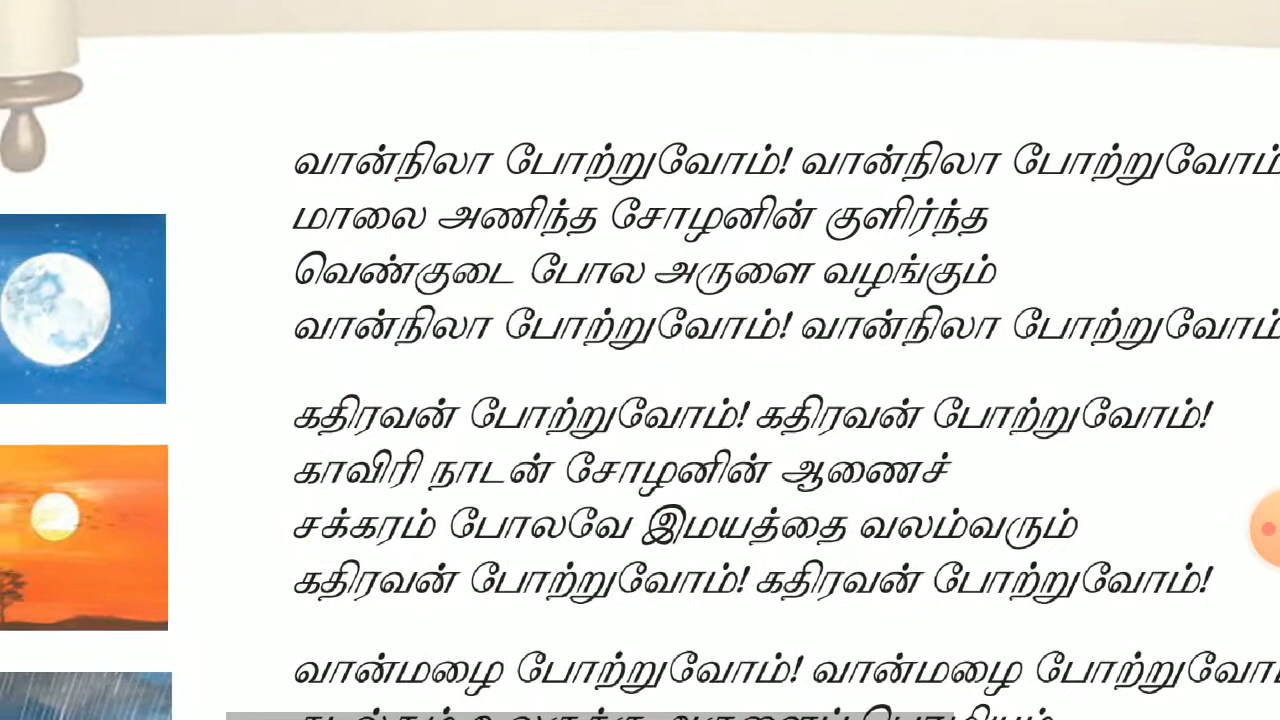 வான்நிலா போற்றுவோம்! வான்நிலா போற்றுவோம்
மாலை அணிந்த சோழனின் குளிர்ந்த
வெண்குடை போல அருளை வழங்கும்
வான்நிலா போற்றுவோம்! வான்நிலா போற்றுவோம்
கதிரவன் போற்றுவோம்! கதிரவன் போற்றுவோம்!
காவிரி நாடன் சோழனின் ஆணைச்
சக்கரம் போலவே இமயத்தை வலம்வரும்
கதிரவன் போற்றுவோம்! கதிரவன் போற்றுவோம்!
வான்மழை போற்றுவோம்! வான்மழை